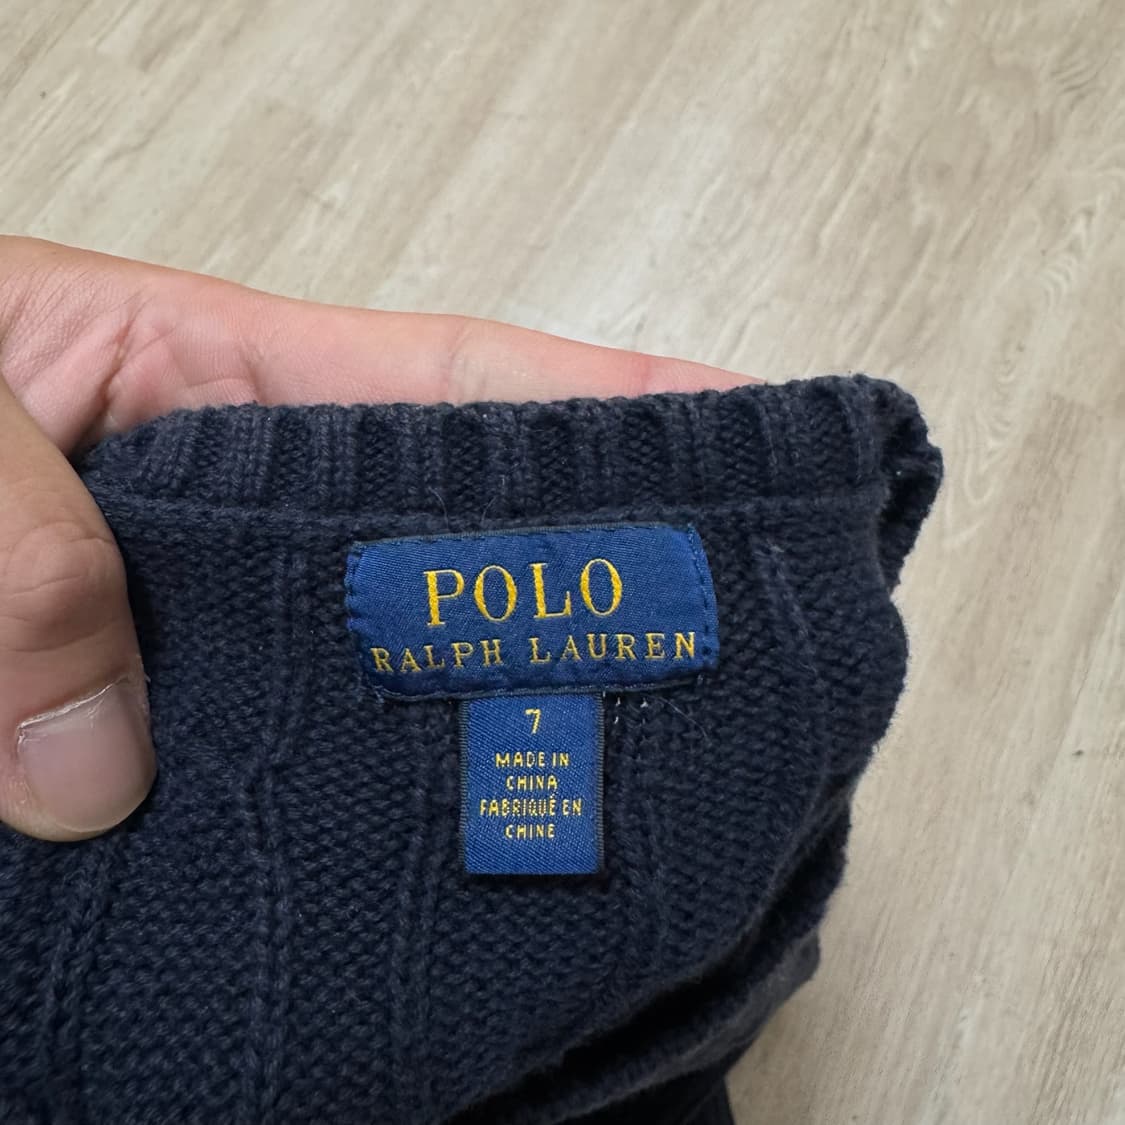 POLO
RALPH LAUREN
7
MADE IN
CHINA
FABRIQUÉ EN
CHINE